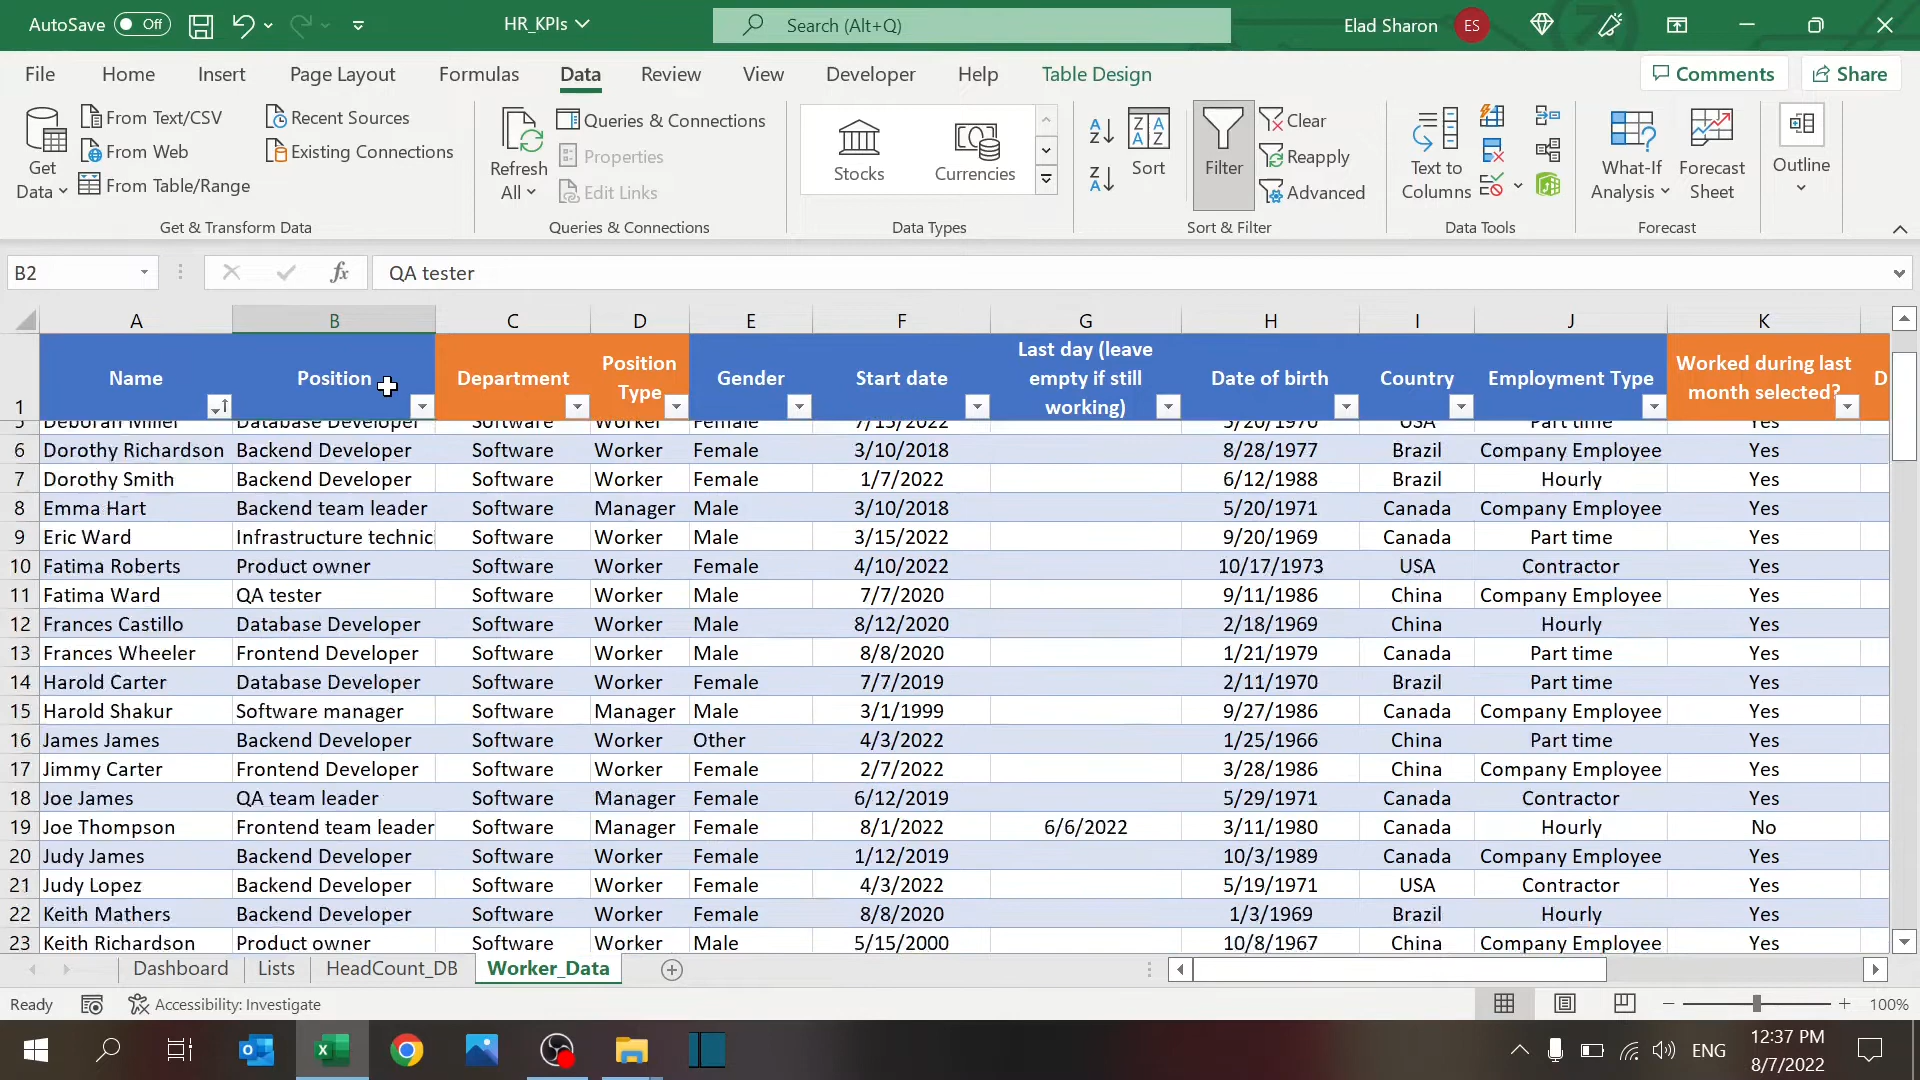 AutoSave Off HR_KPIs Search (Alt+Q) Elad Sharon ES
File Home Insert Page Layout Formulas Data Review View Developer Help Table Design Comments Share
Get Data From Text/CSV From Web From Table/Range Recent Sources Existing Connections
Get & Transform Data
Refresh All Queries & Connections Properties Edit Links
Queries & Connections
Stocks Currencies
Data Types
Sort Filter Clear Reapply Advanced
Sort & Filter
Text to Columns
Data Tools
What-If Analysis Forecast Sheet
Forecast
Outline
B2 fx QA tester
A B C D E F G H I J K
1 Name Position Department Position Type Gender Start date Last day (leave empty if still working) Date of birth Country Employment Type Worked during last month selected? D
5 Deborah Miller Database Developer Software Worker Female 7/15/2022 5/20/1970 USA Part time Yes
6 Dorothy Richardson Backend Developer Software Worker Female 3/10/2018 8/28/1977 Brazil Company Employee Yes
7 Dorothy Smith Backend Developer Software Worker Female 1/7/2022 6/12/1988 Brazil Hourly Yes
8 Emma Hart Backend team leader Software Manager Male 3/10/2018 5/20/1971 Canada Company Employee Yes
9 Eric Ward Infrastructure technici Software Worker Male 3/15/2022 9/20/1969 Canada Part time Yes
10 Fatima Roberts Product owner Software Worker Male 4/10/2022 10/17/1973 USA Contractor Yes
11 Fatima Ward QA tester Software Worker Male 7/7/2020 9/11/1986 China Company Employee Yes
12 Frances Castillo Database Developer Software Worker Male 8/12/2020 2/18/1969 China Hourly Yes
13 Frances Wheeler Frontend Developer Software Worker Male 8/8/2020 1/21/1979 Canada Part time Yes
14 Harold Carter Database Developer Software Worker Female 7/7/2019 2/11/1970 Brazil Part time Yes
15 Harold Shakur Software manager Software Manager Male 3/1/1999 9/27/1986 Canada Company Employee Yes
16 James James Backend Developer Software Worker Other 4/3/2022 1/25/1966 China Part time Yes
17 Jimmy Carter Frontend Developer Software Worker Female 2/7/2022 3/28/1986 China Company Employee Yes
18 Joe James QA team leader Software Manager Female 6/12/2019 5/29/1971 Canada Contractor Yes
19 Joe Thompson Frontend team leader Software Manager Female 8/1/2022 6/6/2022 3/11/1980 Canada Hourly No
20 Judy James Backend Developer Software Worker Female 1/12/2019 10/3/1989 Canada Company Employee Yes
21 Judy Lopez Backend Developer Software Worker Female 4/3/2022 5/19/1971 USA Contractor Yes
22 Keith Mathers Backend Developer Software Worker Female 8/8/2020 1/3/1969 Brazil Hourly Yes
23 Keith Richardson Product owner Software Worker Male 5/15/2000 10/8/1967 China Company Employee Yes
Dashboard Lists HeadCount_DB Worker_Data
Ready Accessibility: Investigate 100%
ENG 12:37 PM
8/7/2022